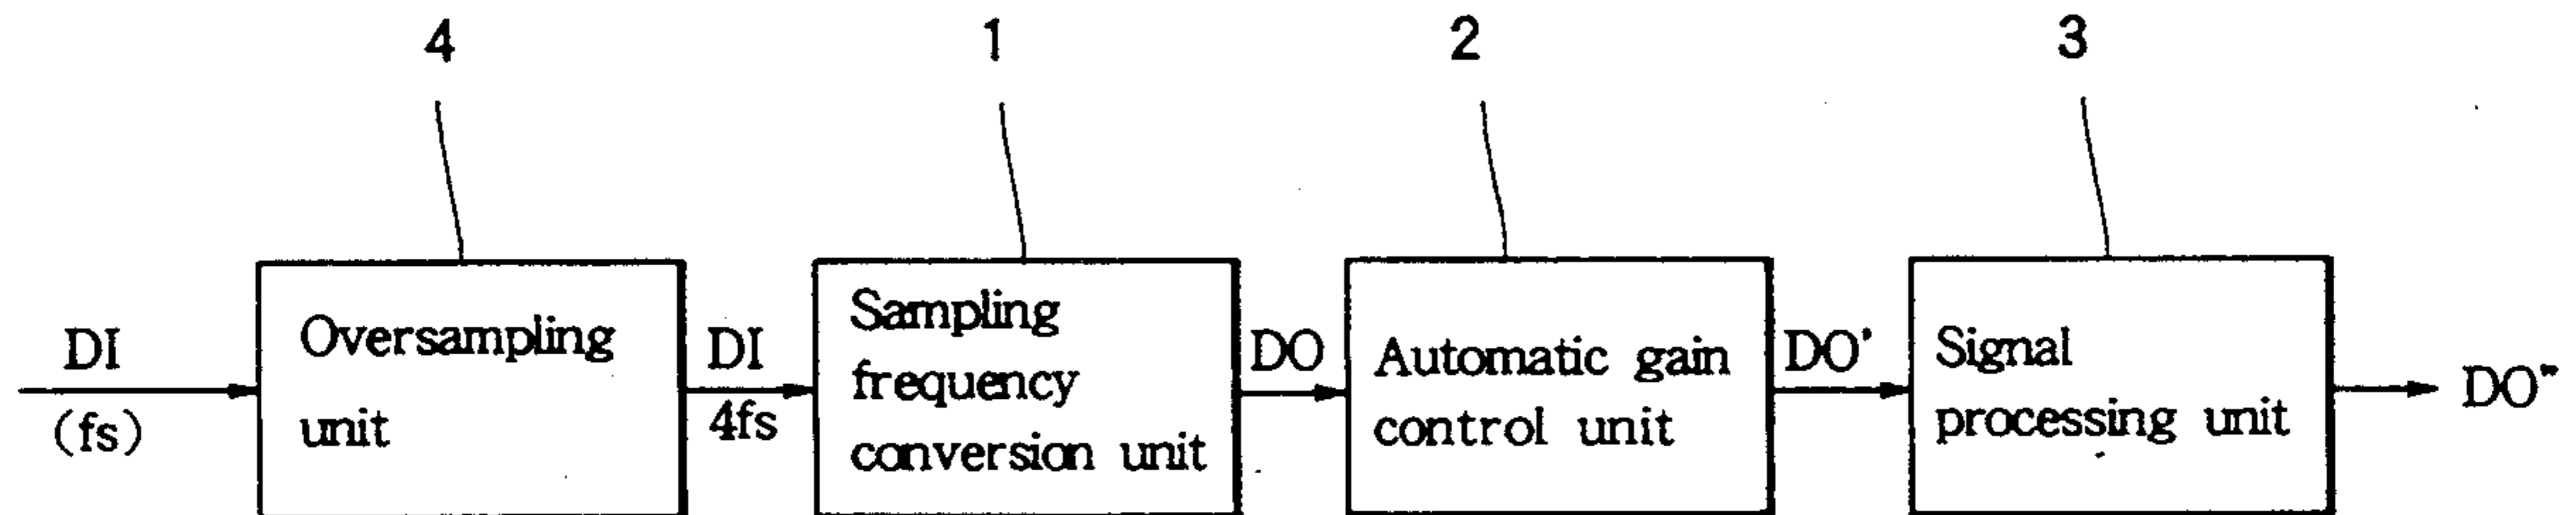 4
1
2
3
DI
(fs)
Oversampling
unit
DI
4fs
Sampling
frequency
conversion unit
DO
Automatic gain
control unit
DO'
Signal
processing unit
DO"